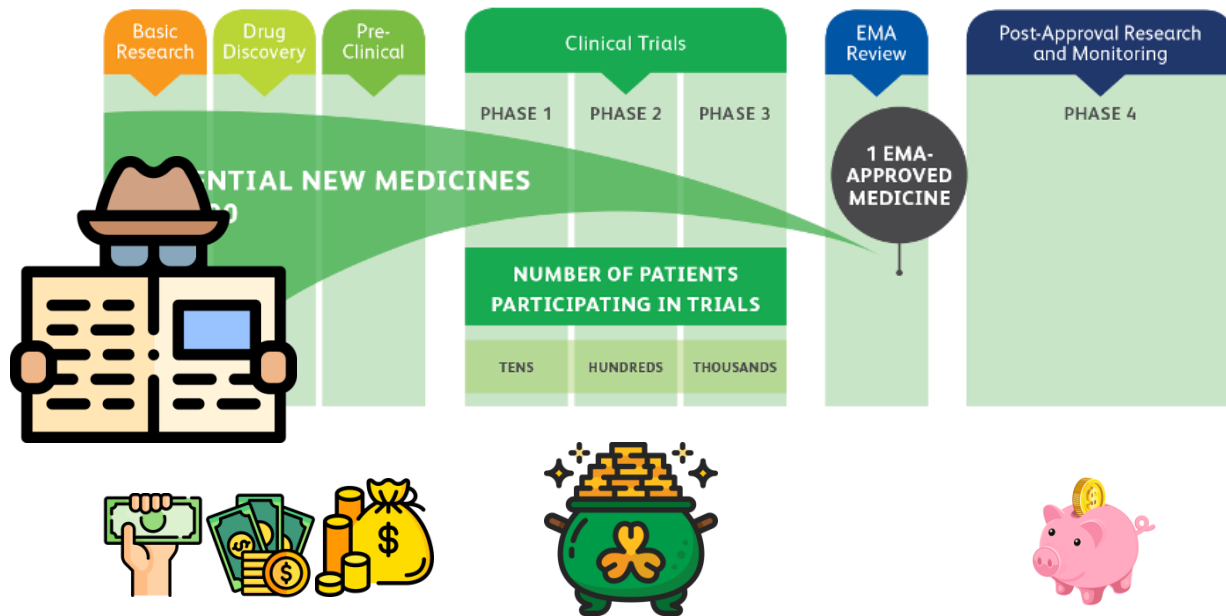 Basic
Research
Drug
Discovery
Pre-
Clinical
Clinical Trials
EMA
Review
Post-Approval Research
and Monitoring
PHASE 1
PHASE 2
PHASE 3
PHASE 4
NEW MEDICINES
1 EMA-
APPROVED
MEDICINE
NUMBER OF PATIENTS
PARTICIPATING IN TRIALS
TENS
HUNDREDS
THOUSANDS
$
$
$
$